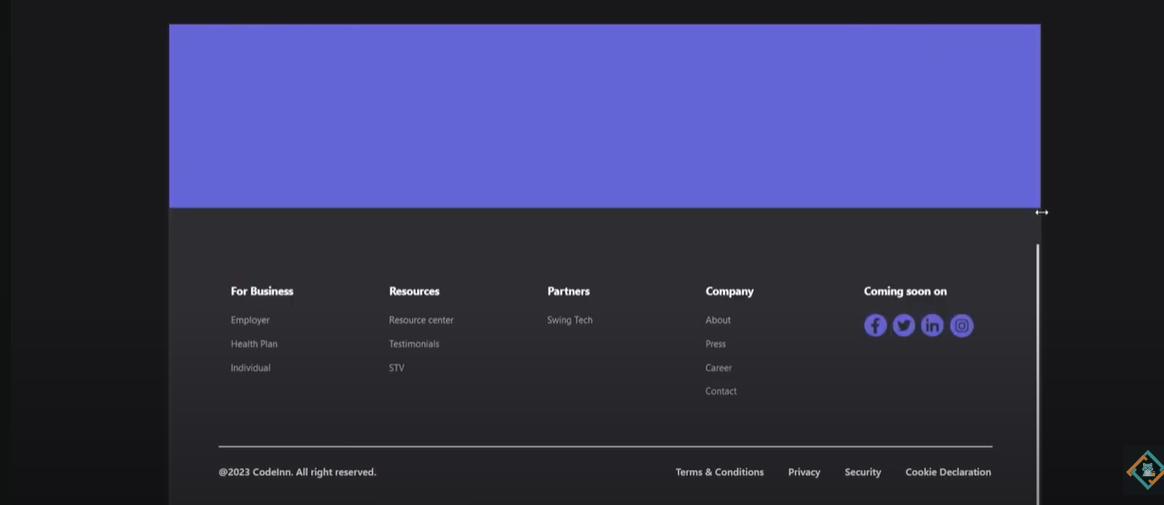 For Business
Employer
Health Plan
Individual
Resources
Resource center
Testimonials
STV
Partners
Swing Tech
Company
About
Press
Career
Contact
Coming soon on
@2023 CodeInn. All right reserved.
Terms & Conditions Privacy Security Cookie Declaration